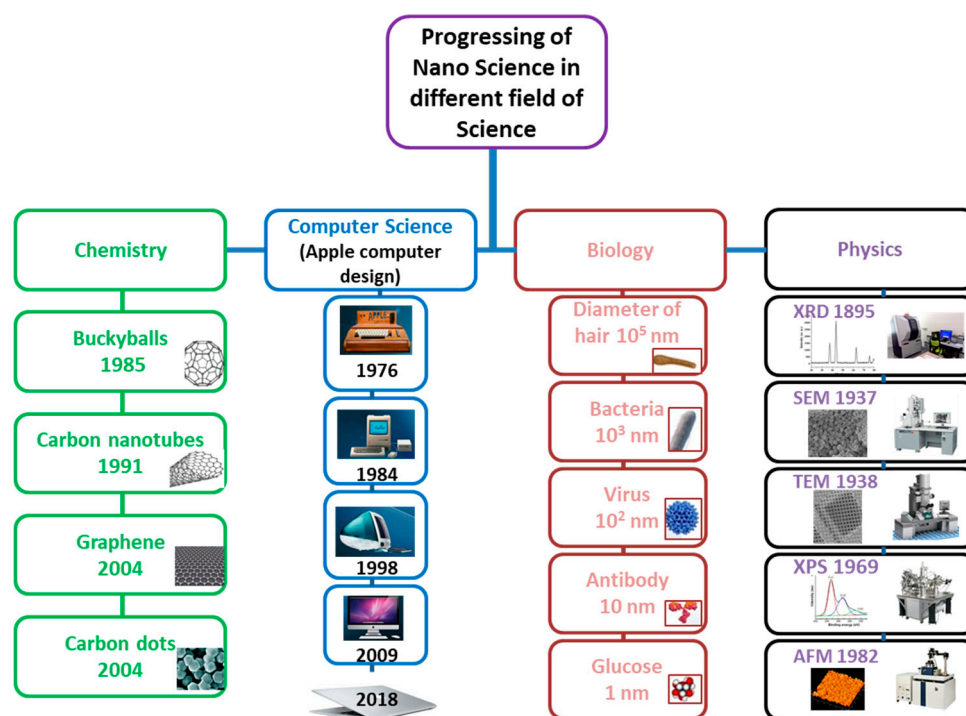 Progressing of
Nano Science in
different field of
Science
Chemistry
Buckyballs
1985
Carbon nanotubes
1991
Graphene
2004
Carbon dots
2004
Computer Science
(Apple computer
design)
1976
1984
1998
2009
2018
Biology
Diameter of
hair 10⁵ nm
Bacteria
10³ nm
Virus
10² nm
Antibody
10 nm
Glucose
1 nm
Physics
XRD 1895
SEM 1937
TEM 1938
XPS 1969
AFM 1982